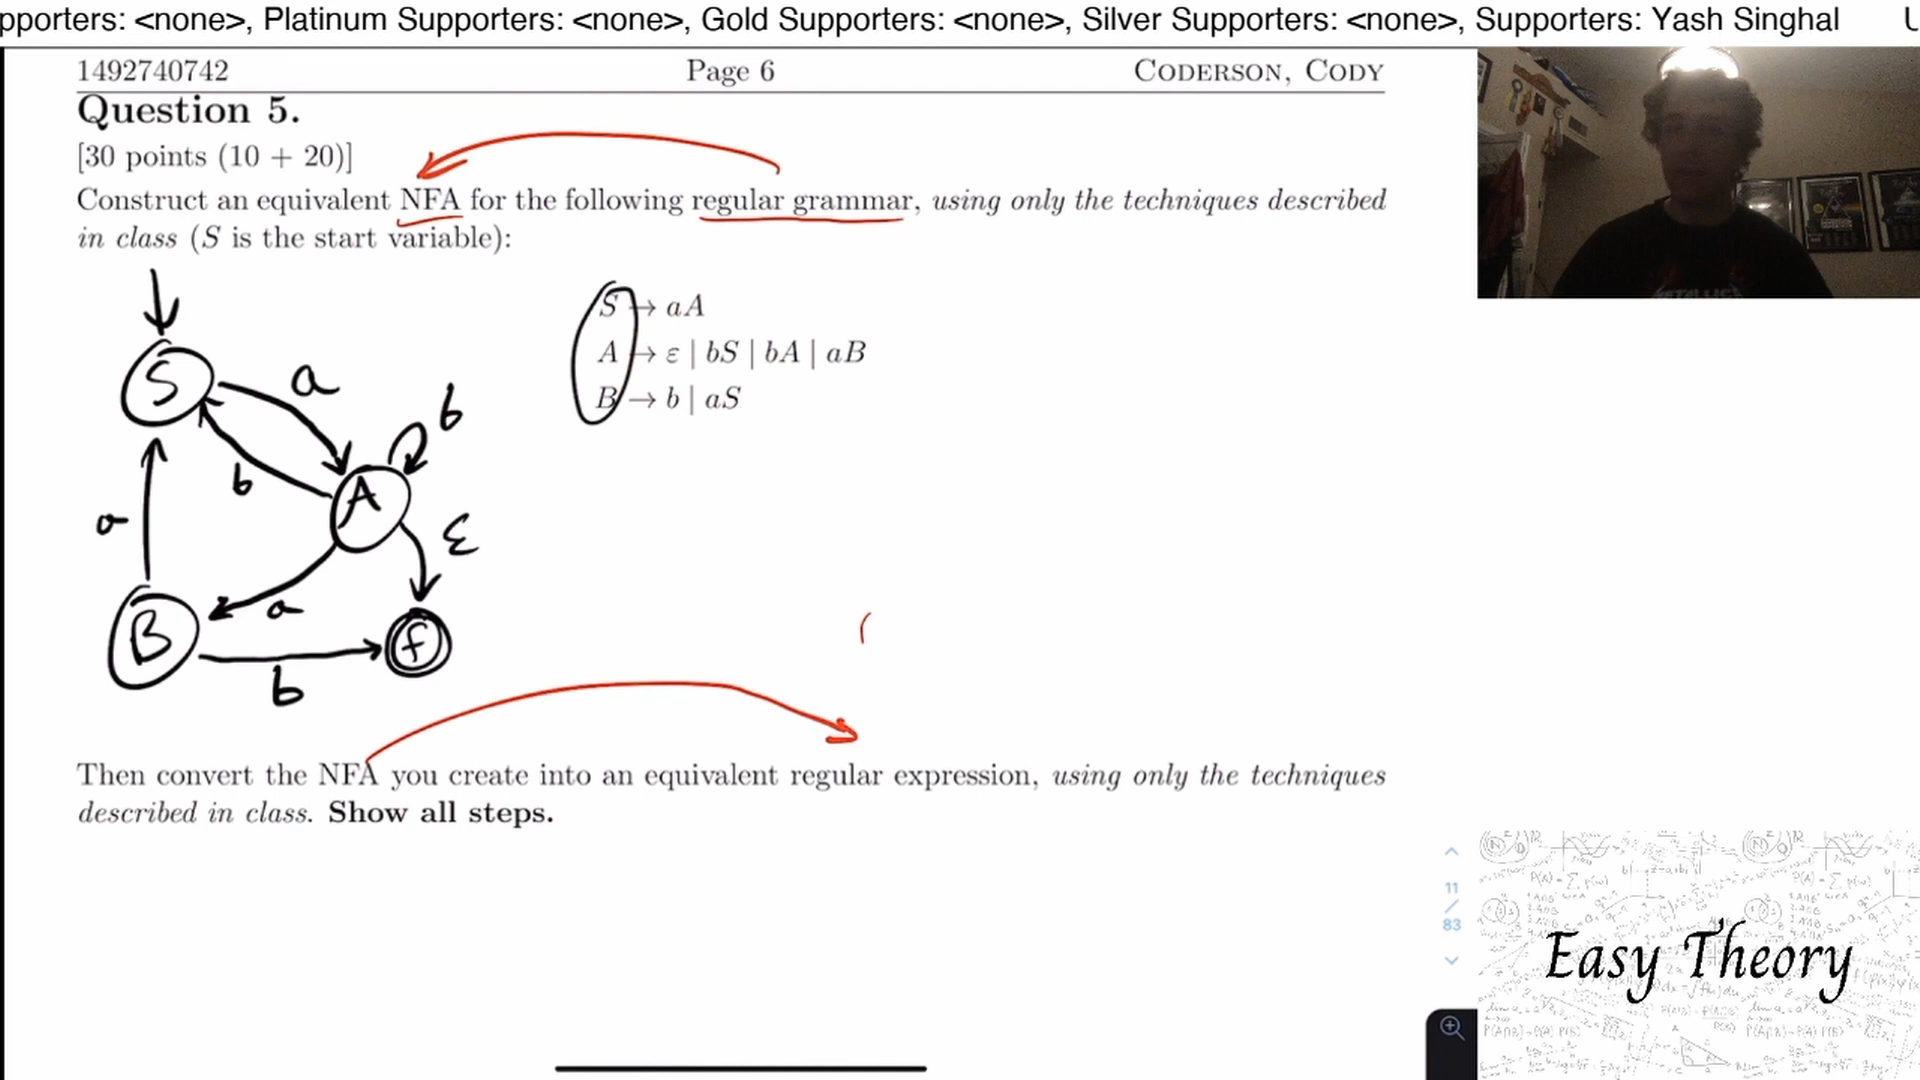 pporters: <none>, Platinum Supporters: <none>, Gold Supporters: <none>, Silver Supporters: <none>, Supporters: Yash Singhal U
1492740742 Page 6 CODERSON, CODY
Question 5.
[30 points (10 + 20)]
Construct an equivalent NFA for the following regular grammar, using only the techniques described
in class (S is the start variable):
S → aA
A → ε | bS | bA | aB
B → b | aS
S
a
b
b
A
a
ε
a
B
b
f
Then convert the NFA you create into an equivalent regular expression, using only the techniques
described in class. Show all steps.
11
/
83
Easy Theory